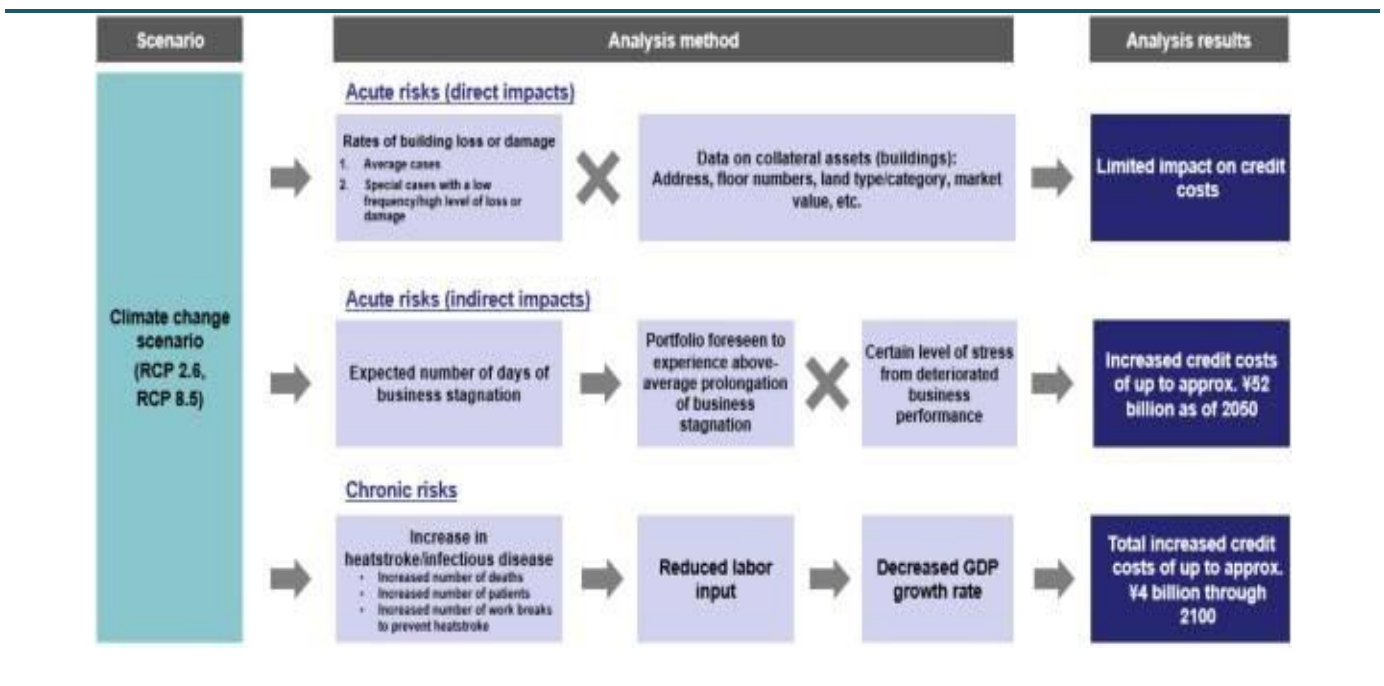 Scenario
Analysis method
Analysis results
Climate change
scenario
(RCP 2.6,
RCP 8.5)
Acute risks (direct impacts)
Rates of building loss or damage
1. Average cases
2. Special cases with a low
frequency/high level of loss or
damage
Data on collateral assets (buildings):
Address, floor numbers, land type/category, market
value, etc.
Limited impact on credit
costs
Acute risks (indirect impacts)
Expected number of days of
business stagnation
Portfolio foreseen to
experience above-
average prolongation
of business
stagnation
Certain level of stress
from deteriorated
business
performance
Increased credit costs
of up to approx. ¥52
billion as of 2050
Chronic risks
Increase in
heatstroke/infectious disease
• Increased number of deaths
• Increased number of patients
• Increased number of work breaks
to prevent heatstroke
Reduced labor
input
Decreased GDP
growth rate
Total increased credit
costs of up to approx.
¥4 billion through
2100